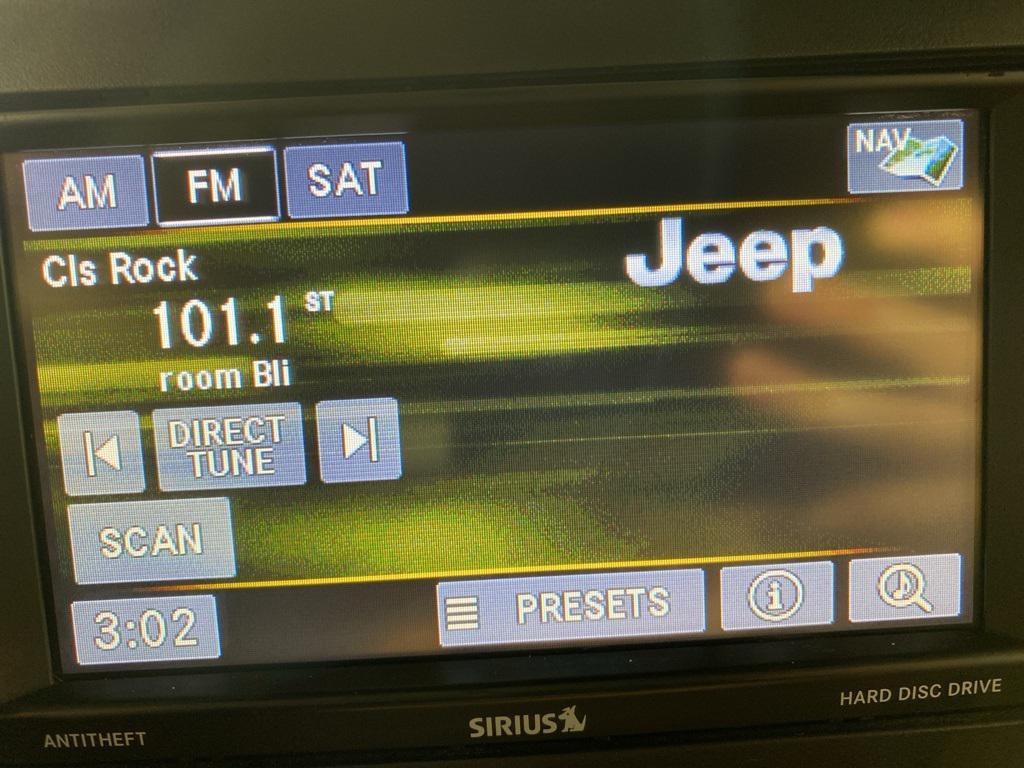 AM FM SAT NAV
Jeep
Cls Rock
101.1 ST
room Bli
DIRECT
TUNE
SCAN
3:02 PRESETS i
SIRIUS
HARD DISC DRIVE
ANTITHEFT